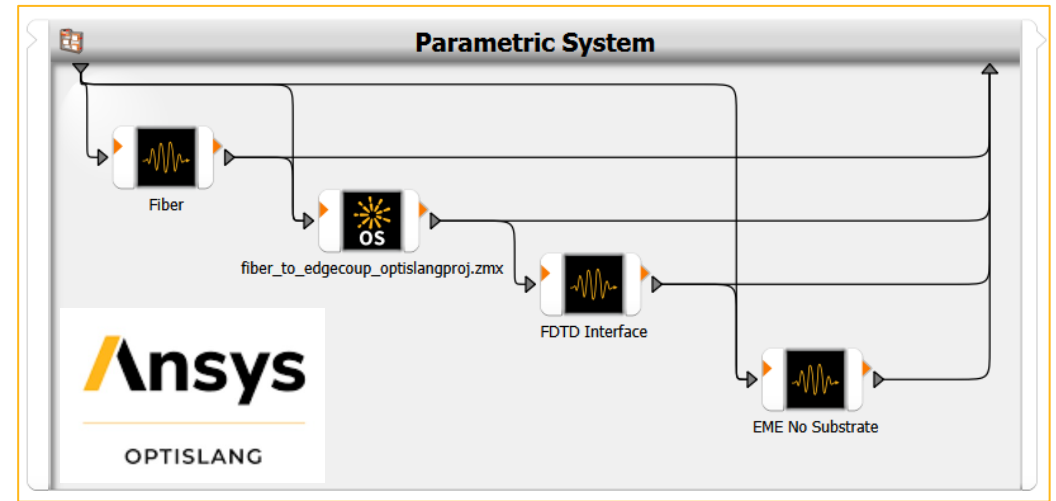 Parametric System
Fiber
OS
fiber_to_edgecoup_optislangproj.zmx
FDTD Interface
EME No Substrate
Ansys
OPTISLANG